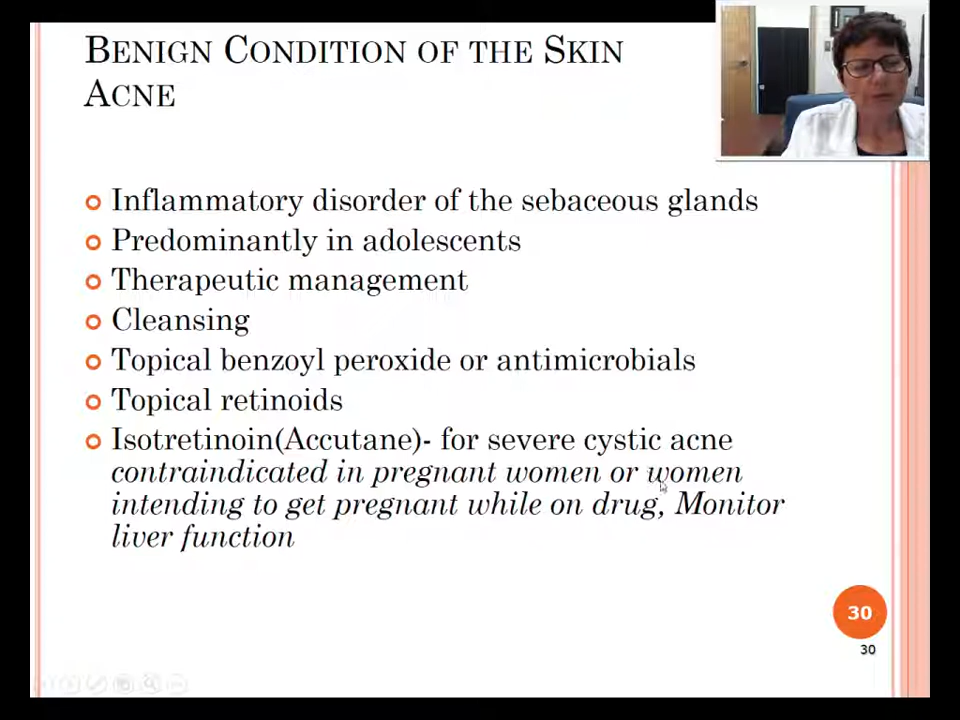 BENIGN CONDITION OF THE SKIN
ACNE
Inflammatory disorder of the sebaceous glands
Predominantly in adolescents
Therapeutic management
Cleansing
Topical benzoyl peroxide or antimicrobials
Topical retinoids
Isotretinoin(Accutane)- for severe cystic acne
contraindicated in pregnant women or women
intending to get pregnant while on drug, Monitor
liver function
30
30